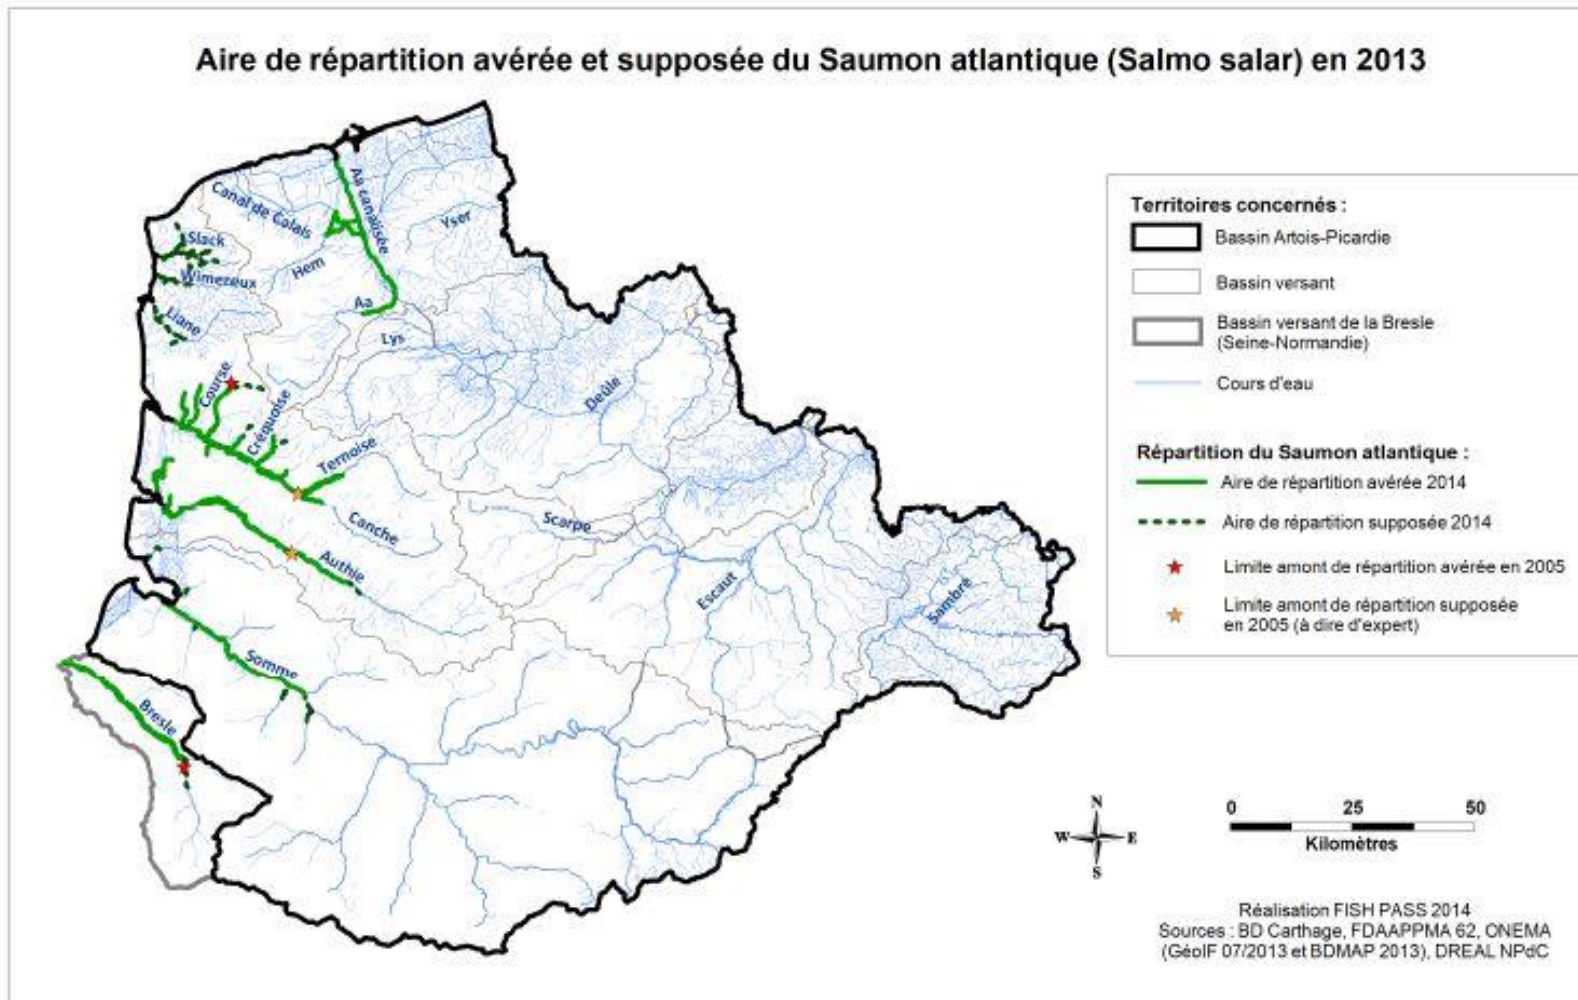 Aire de répartition avérée et supposée du Saumon atlantique (Salmo salar) en 2013
Canal de Calais
Aa canalisée
Yser
Slack
Wimereux
Hem
Aa
Liane
Lys
Course
Créquoise
Deûle
Ternoise
Canche
Scarpe
Authie
Escaut
Sambre
Somme
Bresle
Territoires concernés :
Bassin Artois-Picardie
Bassin versant
Bassin versant de la Bresle
(Seine-Normandie)
Cours d'eau
Répartition du Saumon atlantique :
Aire de répartition avérée 2014
Aire de répartition supposée 2014
Limite amont de répartition avérée en 2005
Limite amont de répartition supposée
en 2005 (à dire d'expert)
N
W E
S
0 25 50
Kilomètres
Réalisation FISH PASS 2014
Sources : BD Carthage, FDAAPPMA 62, ONEMA
(GéoIF 07/2013 et BDMAP 2013), DREAL NPdC